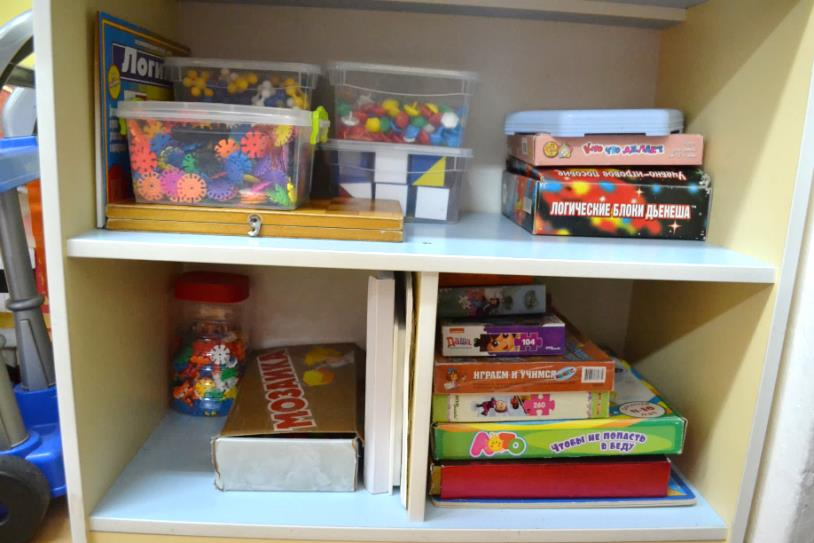 Логи
Кто что делает
Учебно-игровое пособие
ЛОГИЧЕСКИЕ БЛОКИ ДЬЕНЕША
МОЗАИКА
Даша
104
ИГРАЕМ И УЧИМСЯ
260
ЛОТО
ЧТОБЫ НЕ ПОПАСТЬ
В БЕДУ